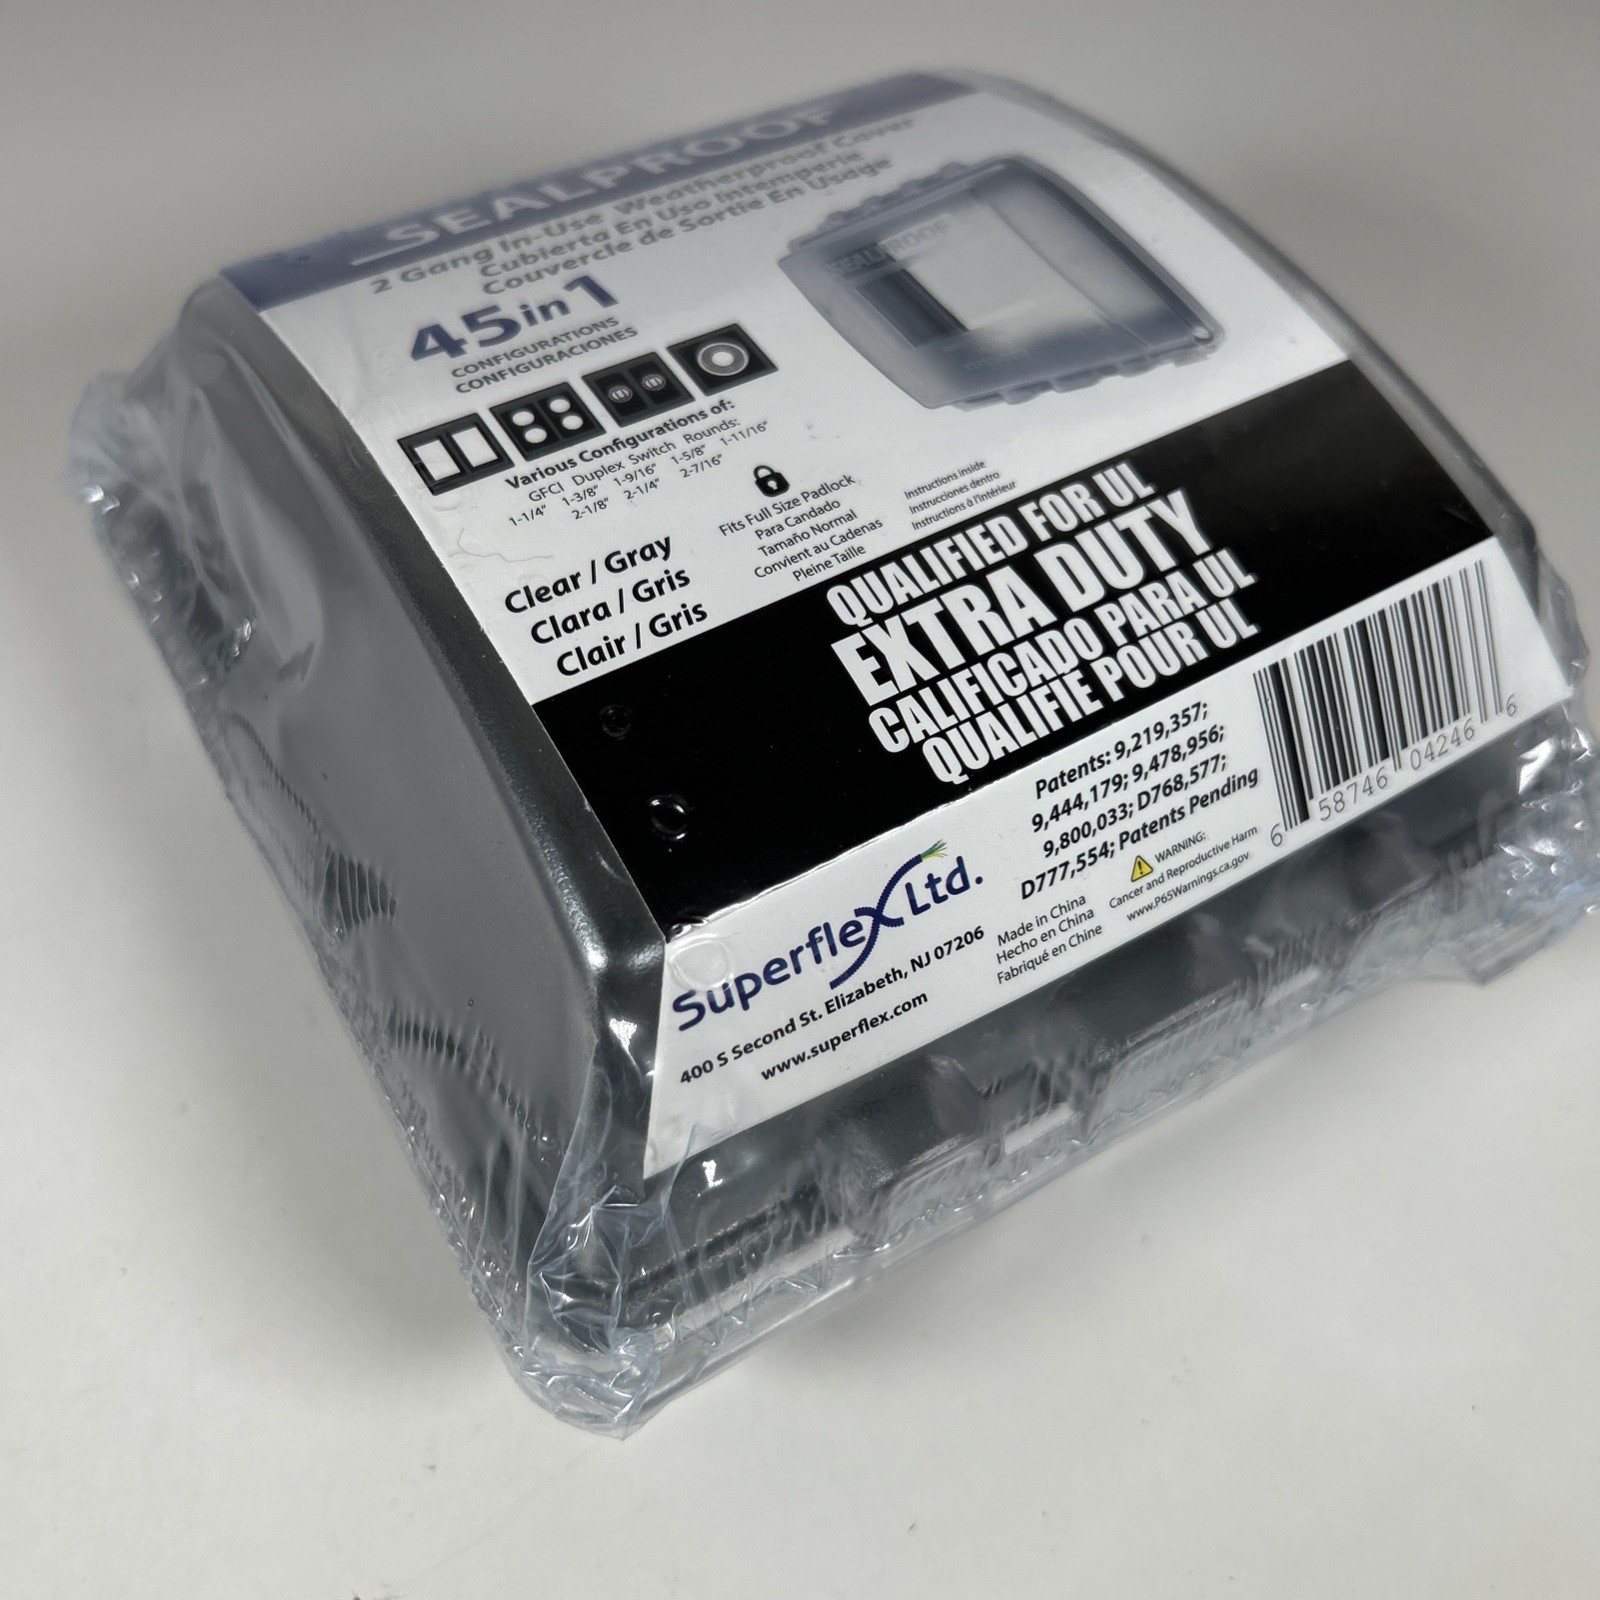 SEALPROOF
2 Gang In-Use Weatherproof Cover
Cubierta En Uso Intemperie
Couvercle de Sortie En Usage
45in1
CONFIGURATIONS
CONFIGURACIONES
Various Configurations of:
GFCI Duplex Switch Rounds:
1-1/4" 1-3/8" 1-9/16" 1-5/8" 1-11/16"
2-1/8" 2-1/4" 2-7/16"
Clear / Gray
Clara / Gris
Clair / Gris
Fits Full Size Padlock
Para Candado
Tamaño Normal
Convient au Cadenas
Pleine Taille
Instructions inside
Instrucciones dentro
Instructions à l'intérieur
SEALPROOF
QUALIFIED FOR UL
EXTRA DUTY
CALIFICADO PARA UL
QUALIFIE POUR UL
Superflex Ltd.
400 S Second St. Elizabeth, NJ 07206
www.superflex.com
Patents: 9,219,357;
9,444,179; 9,478,956;
9,800,033; D768,577;
D777,554; Patents Pending
WARNING:
Cancer and Reproductive Harm
www.P65Warnings.ca.gov
Made in China
Hecho en China
Fabriqué en Chine
6 58746 04246 6